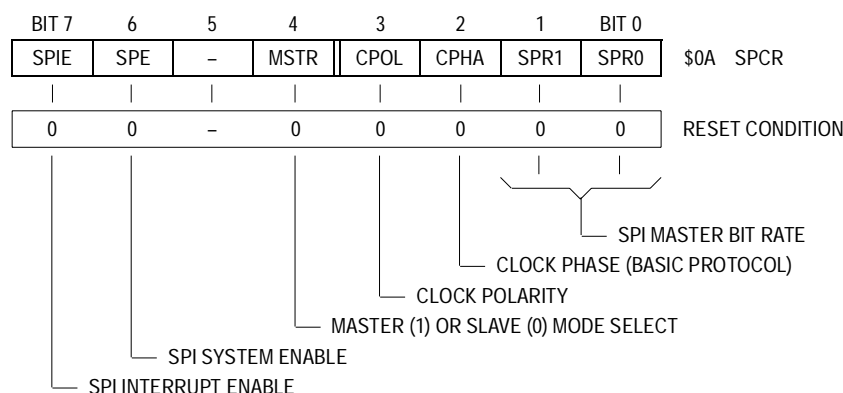 BIT 7 6 5 4 3 2 1 BIT 0
SPIE SPE – MSTR CPOL CPHA SPR1 SPR0 $0A SPCR
0 0 – 0 0 0 0 0 RESET CONDITION
SPI MASTER BIT RATE
CLOCK PHASE (BASIC PROTOCOL)
CLOCK POLARITY
MASTER (1) OR SLAVE (0) MODE SELECT
SPI SYSTEM ENABLE
SPI INTERRUPT ENABLE